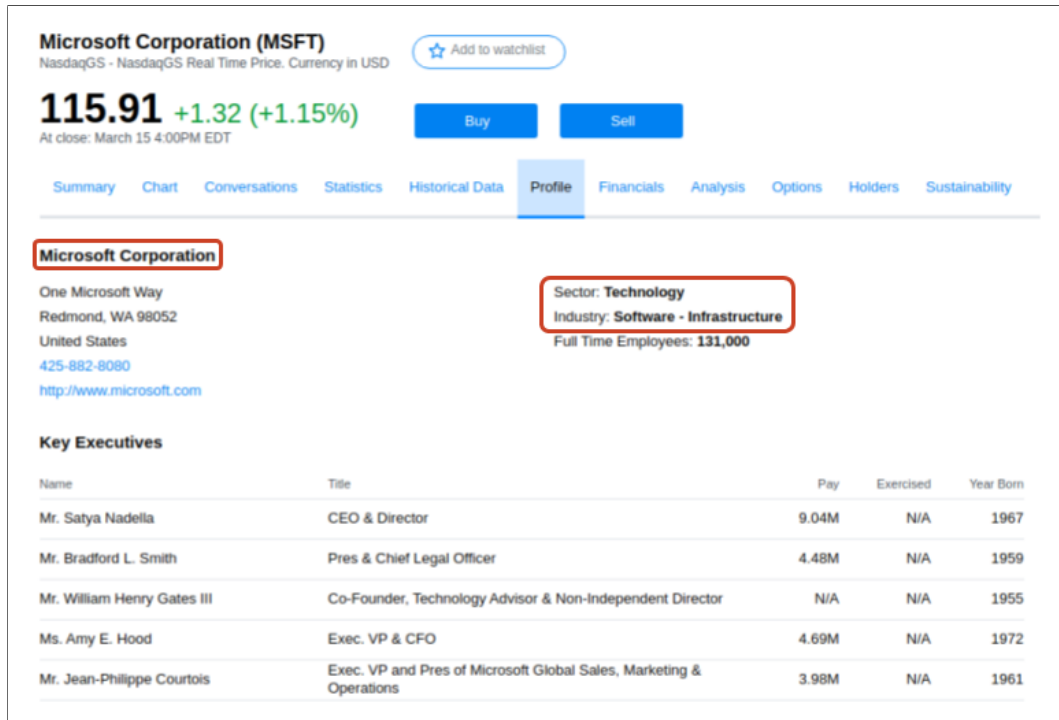 Microsoft Corporation (MSFT)
NasdaqGS - NasdaqGS Real Time Price. Currency in USD
Add to watchlist
115.91 +1.32 (+1.15%)
At close: March 15 4:00PM EDT
Buy
Sell
Summary Chart Conversations Statistics Historical Data Profile Financials Analysis Options Holders Sustainability
Microsoft Corporation
One Microsoft Way
Redmond, WA 98052
United States
425-882-8080
http://www.microsoft.com
Sector: Technology
Industry: Software - Infrastructure
Full Time Employees: 131,000
Key Executives
Name Title Pay Exercised Year Born
Mr. Satya Nadella CEO & Director 9.04M N/A 1967
Mr. Bradford L. Smith Pres & Chief Legal Officer 4.48M N/A 1959
Mr. William Henry Gates III Co-Founder, Technology Advisor & Non-Independent Director N/A N/A 1955
Ms. Amy E. Hood Exec. VP & CFO 4.69M N/A 1972
Mr. Jean-Philippe Courtois Exec. VP and Pres of Microsoft Global Sales, Marketing &
Operations 3.98M N/A 1961